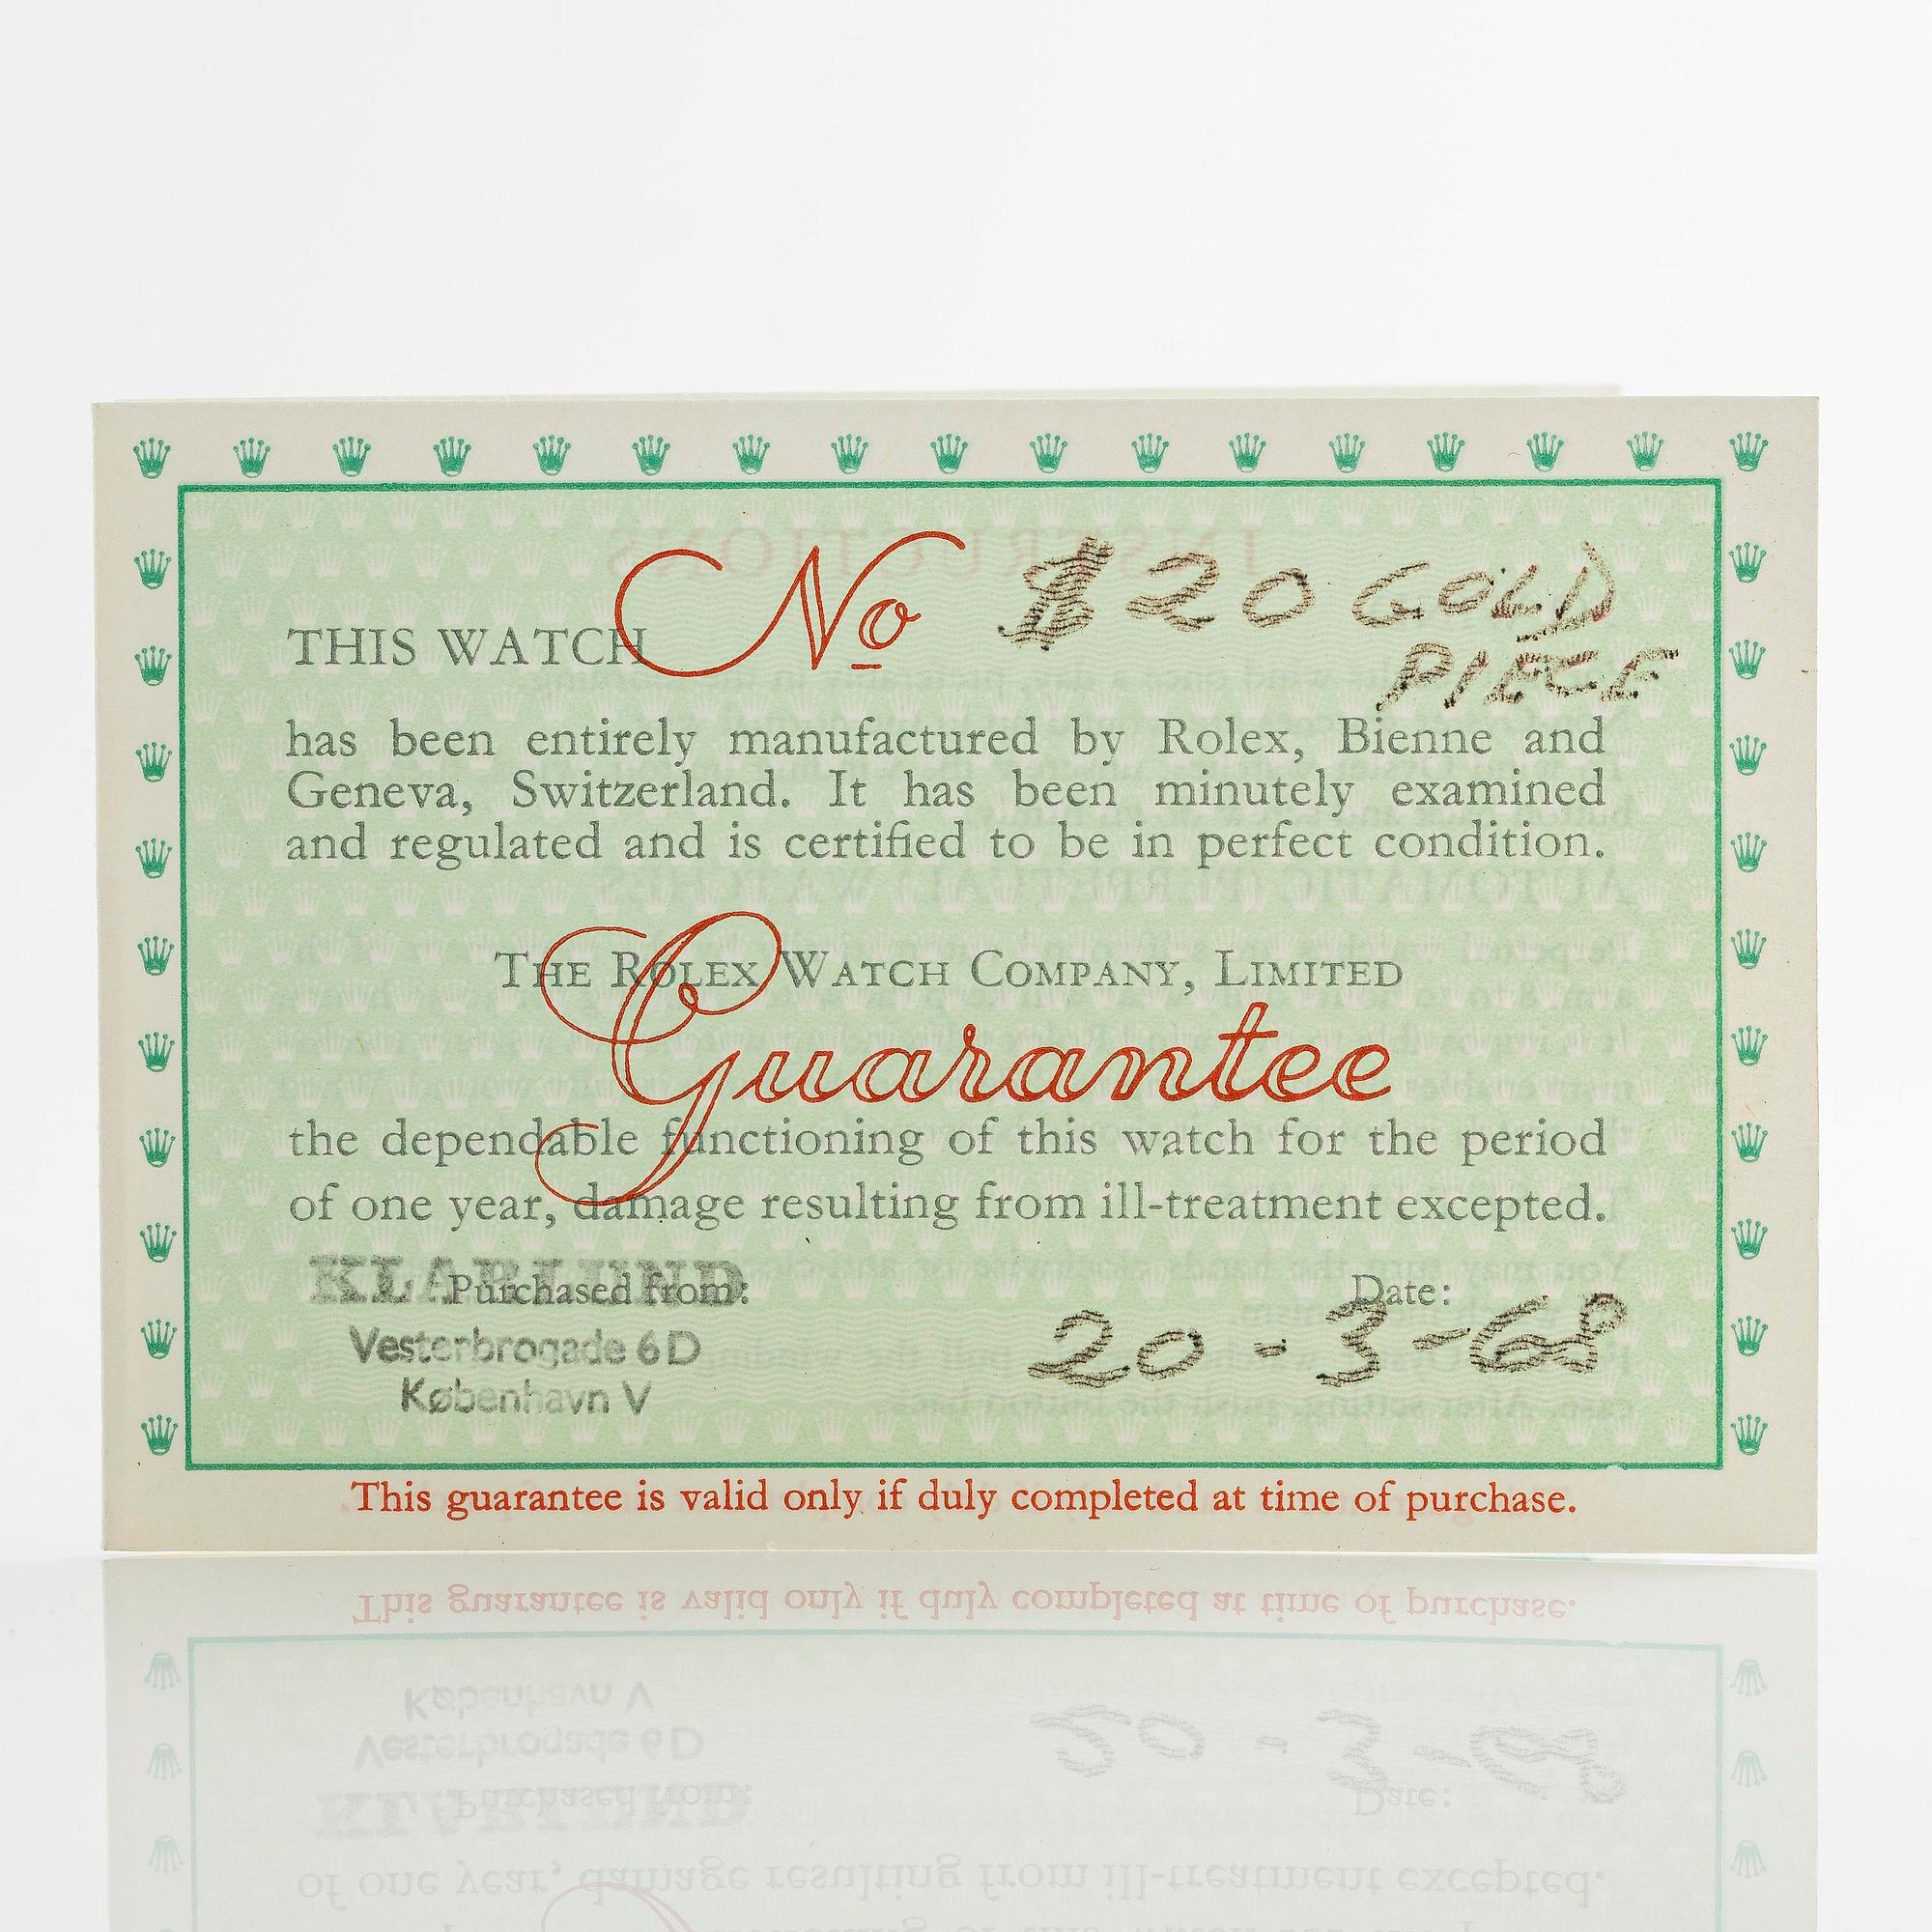 No $20 GOLD
THIS WATCH PIECE
has been entirely manufactured by Rolex, Bienne and
Geneva, Switzerland. It has been minutely examined
and regulated and is certified to be in perfect condition.
THE ROLEX WATCH COMPANY, LIMITED
Guarantee
the dependable functioning of this watch for the period
of one year, damage resulting from ill-treatment excepted.
KLARLUND
Purchased from: Date:
Vesterbrogade 6D 20-3-68
København V
This guarantee is valid only if duly completed at time of purchase.